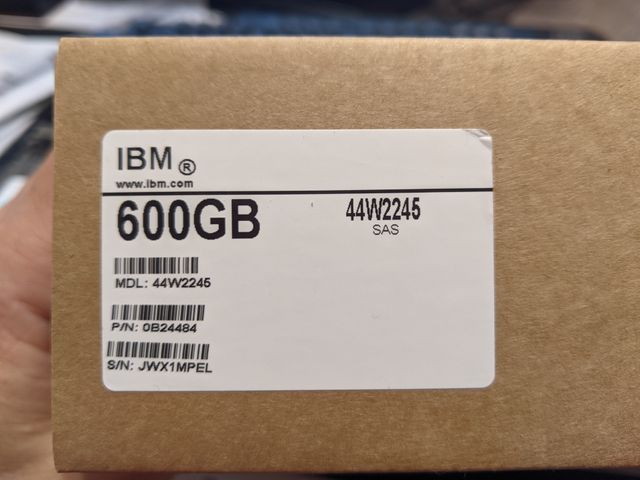 IBM ®
www.ibm.com
600GB
44W2245
SAS
MDL: 44W2245
P/N: 0B24484
S/N: JWX1MPEL